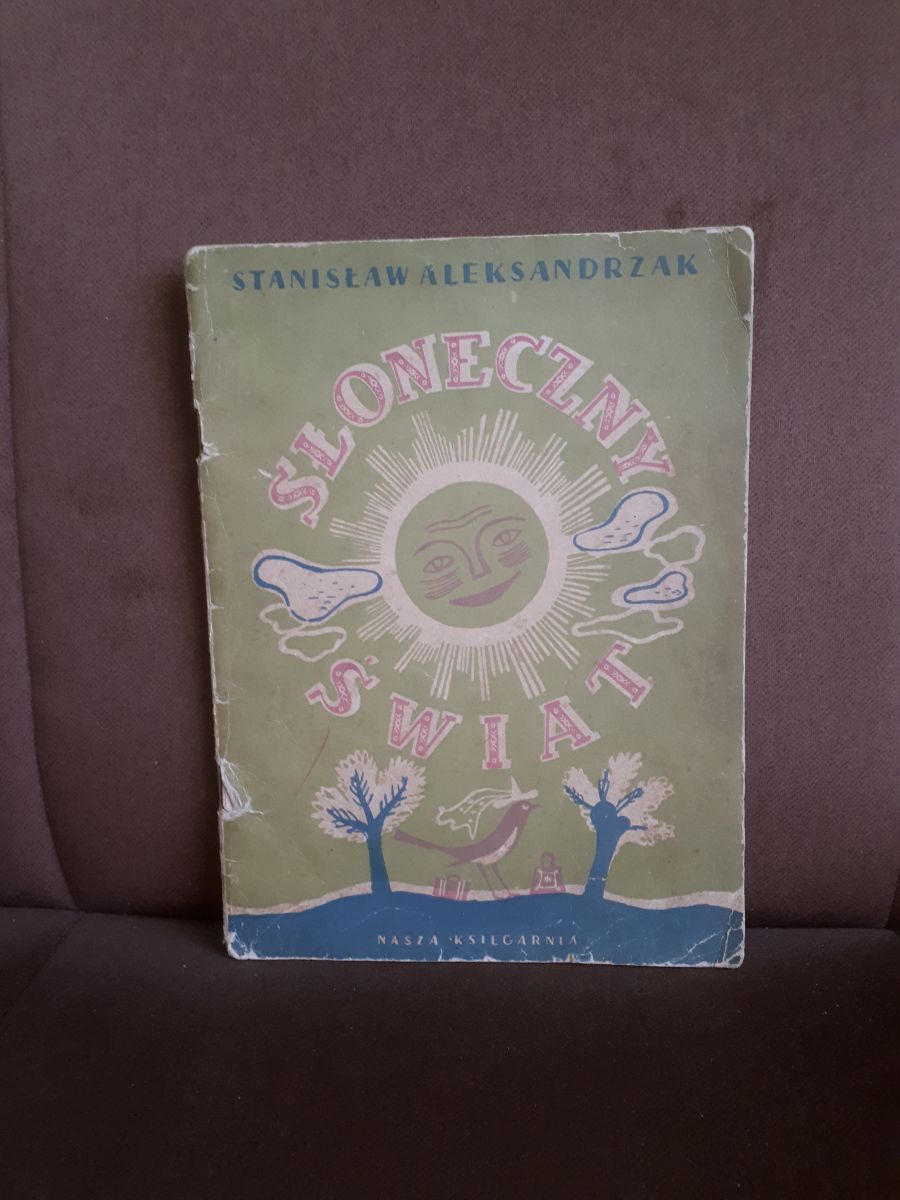 STANISŁAW ALEKSANDRZAK
SŁONECZNY
ŚWIAT
NASZA KSIĘGARNIA